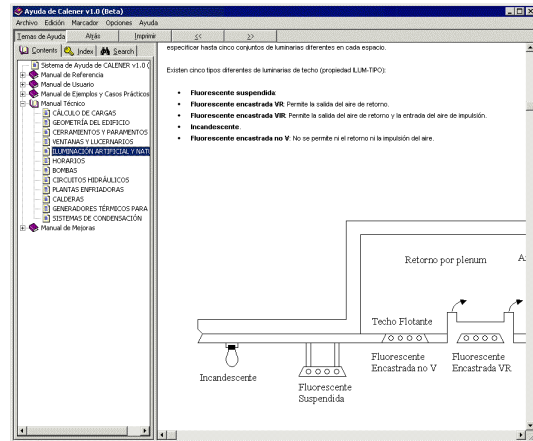 Ayuda de Calener v1.0 (Beta)
Archivo Edición Marcador Opciones Ayuda
Temas de Ayuda Atrás Imprimir << >>
Contents Index Search
Sistema de Ayuda de CALENER v1.0 (
Manual de Referencia
Manual de Usuario
Manual de Ejemplos y Casos Prácticos
Manual Técnico
CÁLCULO DE CARGAS
GEOMETRÍA DEL EDIFICIO
CERRAMIENTOS Y PARAMENTOS
VENTANAS Y LUCERNARIOS
ILUMINACIÓN ARTIFICIAL Y NATU
HORARIOS
BOMBAS
CIRCUITOS HIDRÁULICOS
PLANTAS ENFRIADORAS
CALDERAS
GENERADORES TÉRMICOS PARA
SISTEMAS DE CONDENSACIÓN
Manual de Mejoras
especificar hasta cinco conjuntos de luminarias diferentes en cada espacio.
Existen cinco tipos diferentes de luminarias de techo (propiedad ILUM-TIPO):
• Fluorescente suspendida:
• Fluorescente encastrada VR: Permite la salida del aire de retorno.
• Fluorescente encastrada VIR: Permite la salida del aire de retorno y la entrada del aire de impulsión.
• Incandescente.
• Fluorescente encastrada no V: No se permite ni el retorno ni la impulsión del aire.
Retorno por plenum
Techo Flotante
Incandescente
Fluorescente
Suspendida
Fluorescente
Encastrada no V
Fluorescente
Encastrada VR